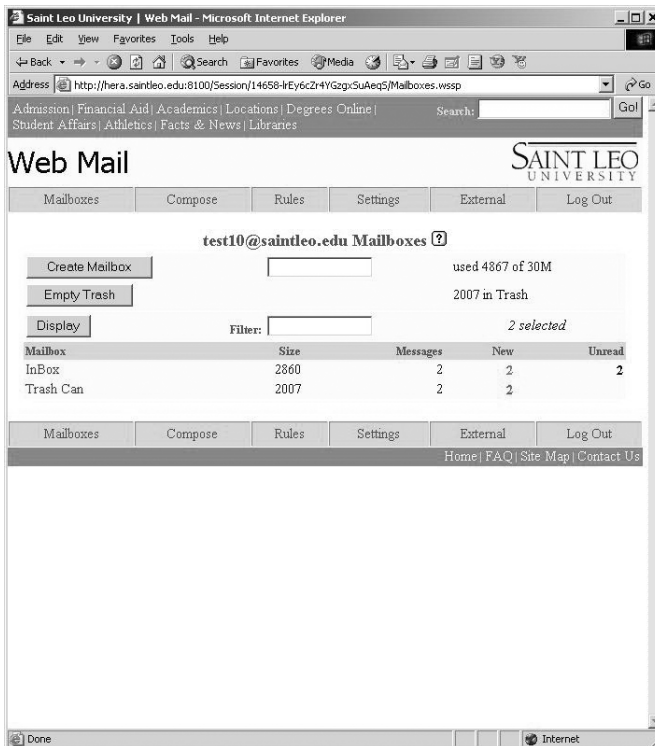 Saint Leo University | Web Mail - Microsoft Internet Explorer
File Edit View Favorites Tools Help
Back Search Favorites Media
Address http://hera.saintleo.edu:8100/Session/14658-lrEy6cZr4YGzgxSuAeqS/Mailboxes.wssp Go
Admission | Financial Aid | Academics | Locations | Degrees Online | Search: Go!
Student Affairs | Athletics | Facts & News | Libraries
Web Mail SAINT LEO
UNIVERSITY
Mailboxes Compose Rules Settings External Log Out
test10@saintleo.edu Mailboxes ?
Create Mailbox used 4867 of 30M
Empty Trash 2007 in Trash
Display Filter: 2 selected
Mailbox Size Messages New Unread
InBox 2860 2 2 2
Trash Can 2007 2 2
Mailboxes Compose Rules Settings External Log Out
Home | FAQ | Site Map | Contact Us
Done Internet